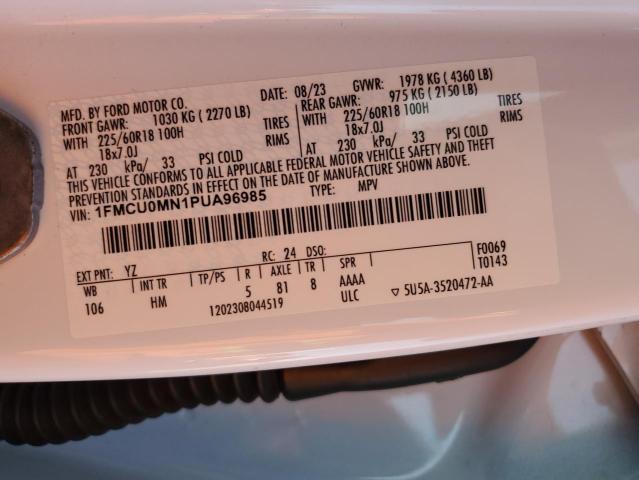 MFD. BY FORD MOTOR CO.
DATE: 08/23 GVWR: 1978 KG ( 4360 LB)
FRONT GAWR: 1030 KG ( 2270 LB)
REAR GAWR: 975 KG ( 2150 LB)
WITH 225/60R18 100H TIRES
WITH 225/60R18 100H TIRES
18x7.0J RIMS
18x7.0J RIMS
AT 230 kPa/ 33 PSI COLD
AT 230 kPa/ 33 PSI COLD
THIS VEHICLE CONFORMS TO ALL APPLICABLE FEDERAL MOTOR VEHICLE SAFETY AND THEFT
PREVENTION STANDARDS IN EFFECT ON THE DATE OF MANUFACTURE SHOWN ABOVE.
VIN: 1FMCU0MN1PUA96985 TYPE: MPV
EXT PNT: YZ RC: 24 DSO: F0069
WB INT TR TP/PS R AXLE TR SPR T0143
106 HM 5 81 8 AAAA
1202308044519 ULC ▽ 5U5A-3520472-AA